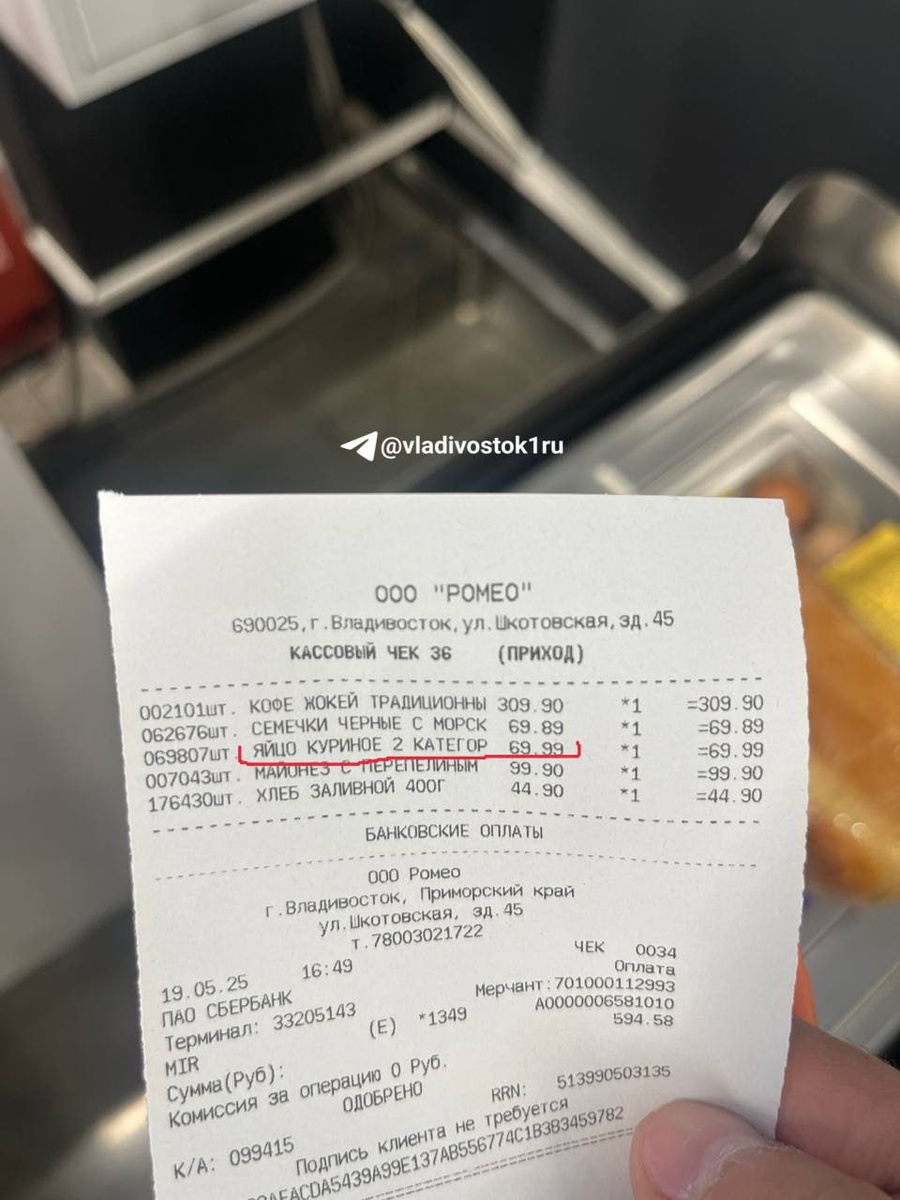 @vladivostok1ru
ООО "РОМЕО"
690025,г.Владивосток,ул.Шкотовская,зд.45
КАССОВЫЙ ЧЕК 36 (ПРИХОД)
002101шт. КОФЕ ЖОКЕЙ ТРАДИЦИОННЫ 309.90 *1 =309.90
062676шт. СЕМЕЧКИ ЧЕРНЫЕ С МОРСК 69.89 *1 =69.89
069807шт. ЯЙЦО КУРИНОЕ 2 КАТЕГОР 69.99 *1 =69.99
007043шт. МАЙОНЕЗ С ПЕРЕПЕЛИНЫМ 99.90 *1 =99.90
176430шт. ХЛЕБ ЗАЛИВНОЙ 400Г 44.90 *1 =44.90
БАНКОВСКИЕ ОПЛАТЫ
ООО Ромео
г.Владивосток, Приморский край
ул.Шкотовская, зд.45
т.78003021722
19.05.25 16:49 ЧЕК 0034
ПАО СБЕРБАНК Оплата
Терминал: 33205143 Мерчант:701000112993
MIR (E) *1349 A0000006581010
Сумма(Руб): 594.58
Комиссия за операцию 0 Руб.
ОДОБРЕНО
К/А: 099415 RRN: 513990503135
Подпись клиента не требуется